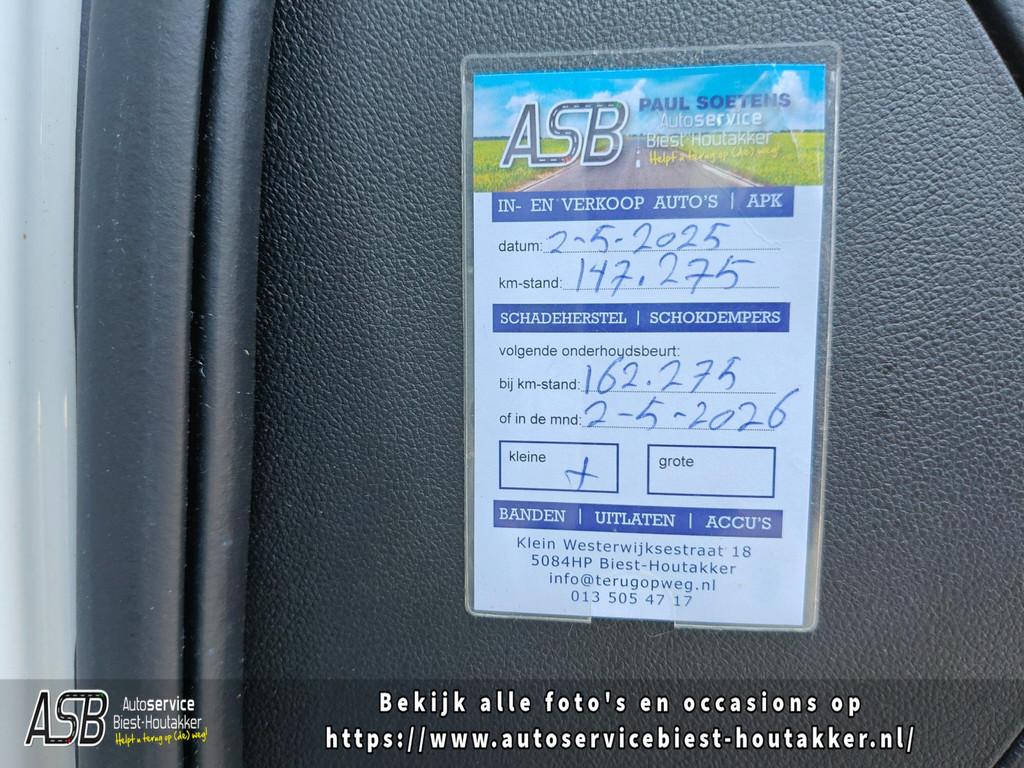 ASB
PAUL SOETENS
Autoservice
Biest-Houtakker
Helpt u terug op (de) weg!
IN- EN VERKOOP AUTO'S | APK
datum: 2-5-2025
km-stand: 147.275
SCHADEHERSTEL | SCHOKDEMPERS
volgende onderhoudsbeurt:
bij km-stand: 162.275
of in de mnd: 2-5-2026
kleine + grote
BANDEN | UITLATEN | ACCU'S
Klein Westerwijksestraat 18
5084HP Biest-Houtakker
info@terugopweg.nl
013 505 47 17
ASB Autoservice
Biest-Houtakker
Helpt u terug op (de) weg!
Bekijk alle foto's en occasions op
https://www.autoservicebiest-houtakker.nl/